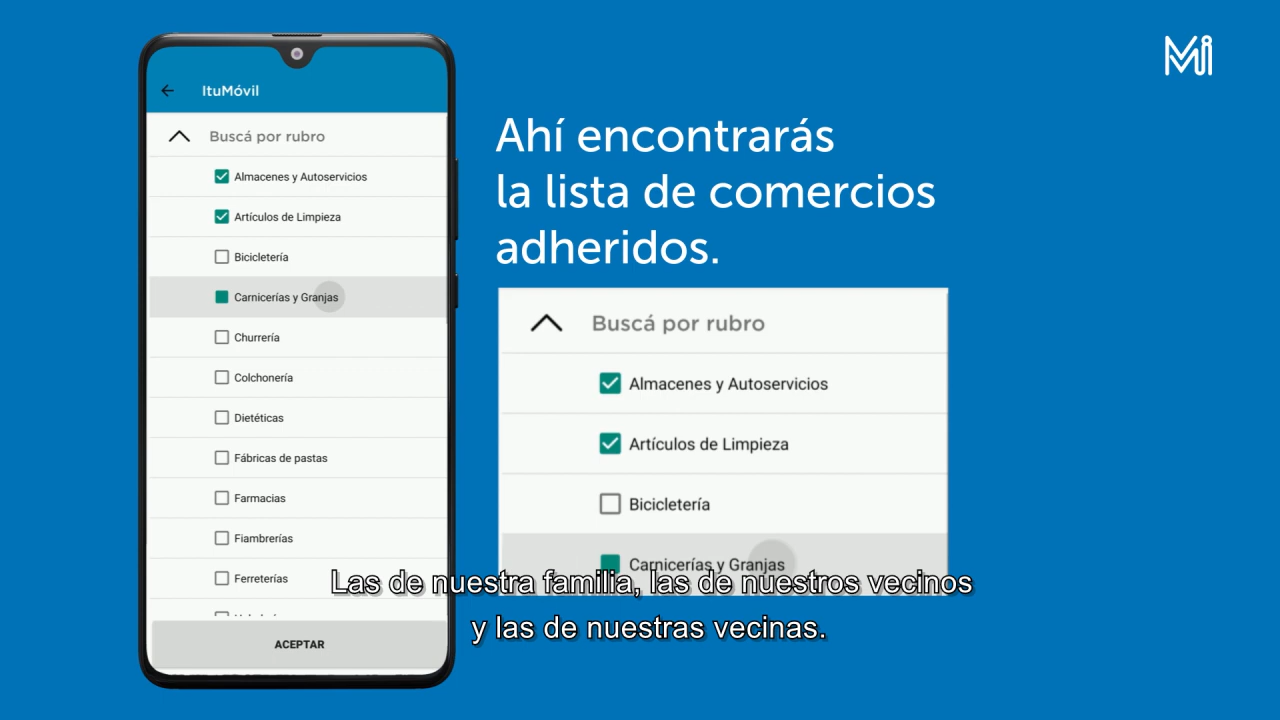 Mi
ItuMóvil
Buscá por rubro
Almacenes y Autoservicios
Artículos de Limpieza
Bicicletería
Carnicerías y Granjas
Churrería
Colchonería
Dietéticas
Fábricas de pastas
Farmacias
Fiambrerías
Ferreterías
ACEPTAR
Ahí encontrarás
la lista de comercios
adheridos.
Buscá por rubro
Almacenes y Autoservicios
Artículos de Limpieza
Bicicletería
Carnicerías y Granjas
Las de nuestra familia, las de nuestros vecinos
y las de nuestras vecinas.